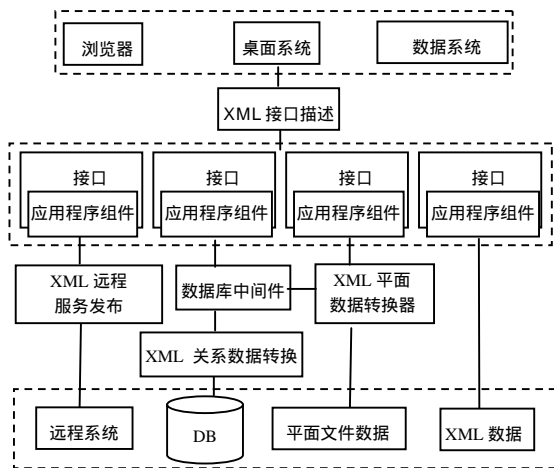 浏览器
桌面系统
数据系统
XML 接口描述
接口
接口
接口
接口
应用程序组件
应用程序组件
应用程序组件
应用程序组件
XML 远程
服务发布
数据库中间件
XML 平面
数据转换器
XML 关系数据转换
远程系统
DB
平面文件数据
XML 数据